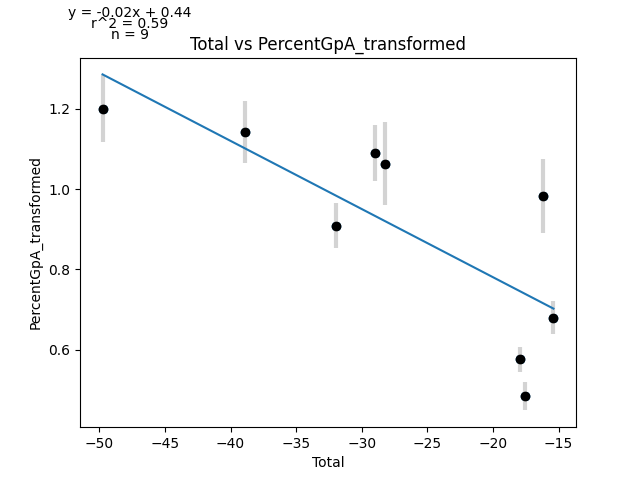 y = -0.02x + 0.44
r^2 = 0.59
n = 9
Total vs PercentGpA_transformed
PercentGpA_transformed
1.2
1.0
0.8
0.6
−50
−45
−40
−35
−30
−25
−20
−15
Total